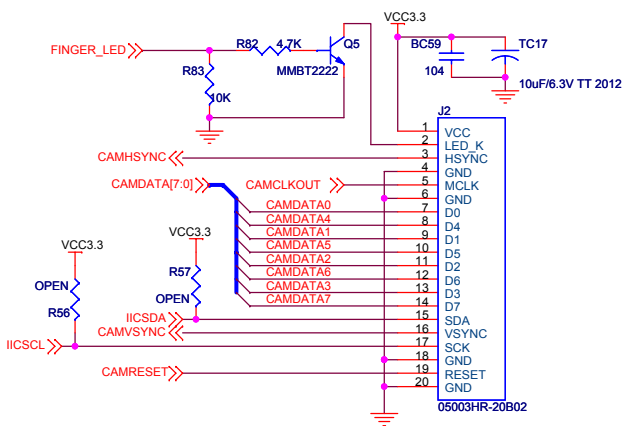 VCC3.3
FINGER_LED
R82 4.7K
Q5
MMBT2222
R83
10K
BC59
104
TC17
10uF/6.3V TT 2012
J2
1 VCC
2 LED_K
CAMHSYNC 3 HSYNC
4 GND
CAMDATA[7:0] CAMCLKOUT 5 MCLK
6 GND
CAMDATA0 7 D0
CAMDATA4 8 D4
CAMDATA1 9 D1
CAMDATA5 10 D5
CAMDATA2 11 D2
CAMDATA6 12 D6
CAMDATA3 13 D3
CAMDATA7 14 D7
VCC3.3
VCC3.3
OPEN
R56
R57
OPEN
IICSDA 15 SDA
CAMVSYNC 16 VSYNC
IICSCL 17 SCK
18 GND
CAMRESET 19 RESET
20 GND
05003HR-20B02